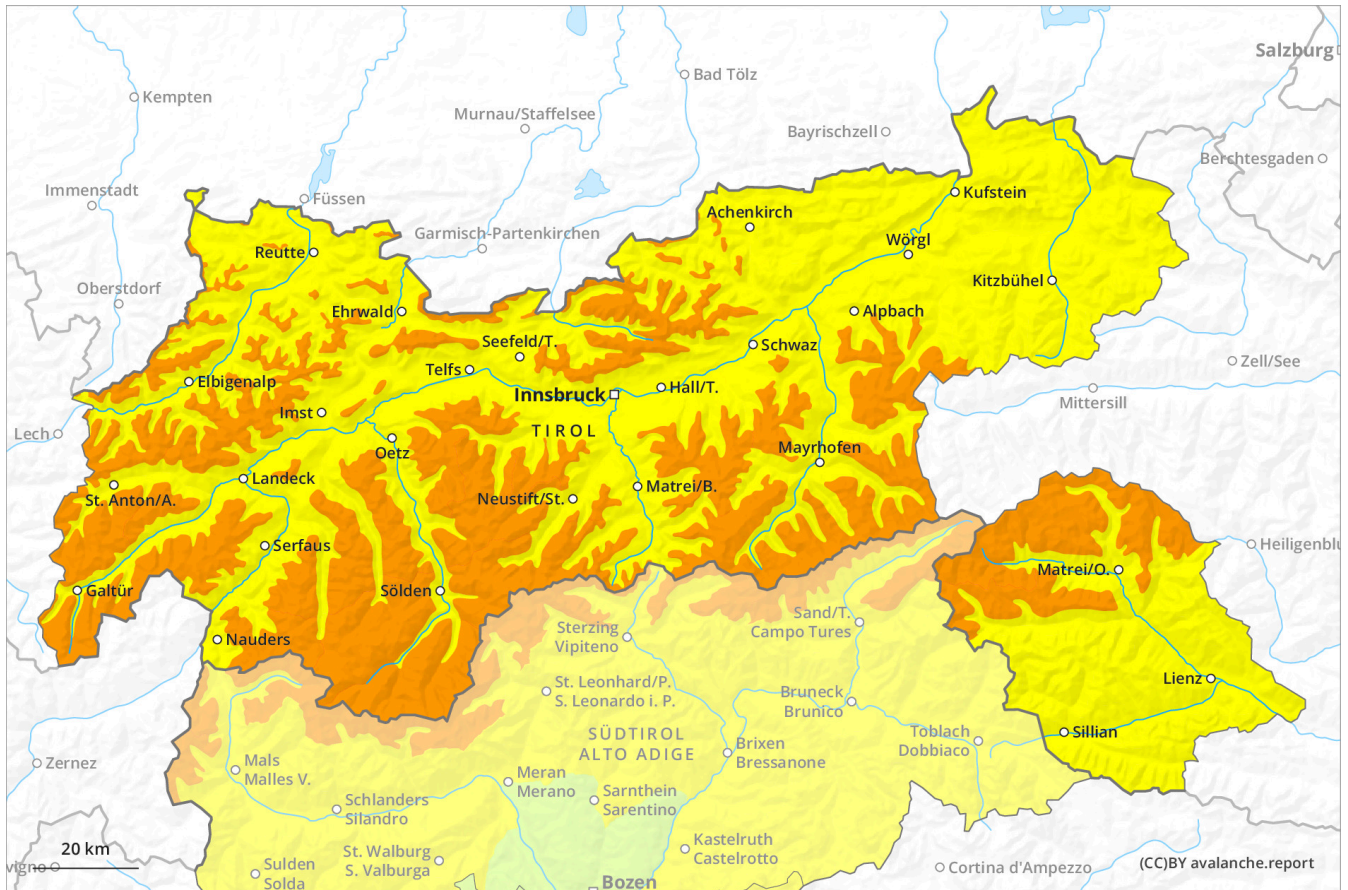 Salzburg
Bad Tölz
Kempten
Murnau/Staffelsee
Bayrischzell
Berchtesgaden
Immenstadt
Füssen
Kufstein
Achenkirch
Garmisch-Partenkirchen
Wörgl
Reutte
Oberstdorf
Kitzbühel
Ehrwald
Alpbach
Seefeld/T.
Schwaz
Zell/See
Telfs
Elbigenalp
Hall/T.
Innsbruck
Mittersill
Imst
Lech
TIROL
Mayrhofen
Oetz
Landeck
Matrei/B.
St. Anton/A.
Neustift/St.
Serfaus
Heiligenblu
Matrei/O.
Galtür
Sölden
Sand/T.
Campo Tures
Sterzing
Vipiteno
Nauders
Lienz
St. Leonhard/P.
S. Leonardo i. P.
Bruneck
Brunico
Sillian
SÜDTIROL
ALTO ADIGE
Toblach
Dobbiaco
Brixen
Bressanone
Zernez
Mals
Malles V.
Meran
Merano
Sarnthein
Sarentino
Schlanders
Silandro
Kastelruth
Castelrotto
20 km
St. Walburg
S. Valburga
vigno
Sulden
Solda
Cortina d'Ampezzo
(CC)BY avalanche.report
Bozen